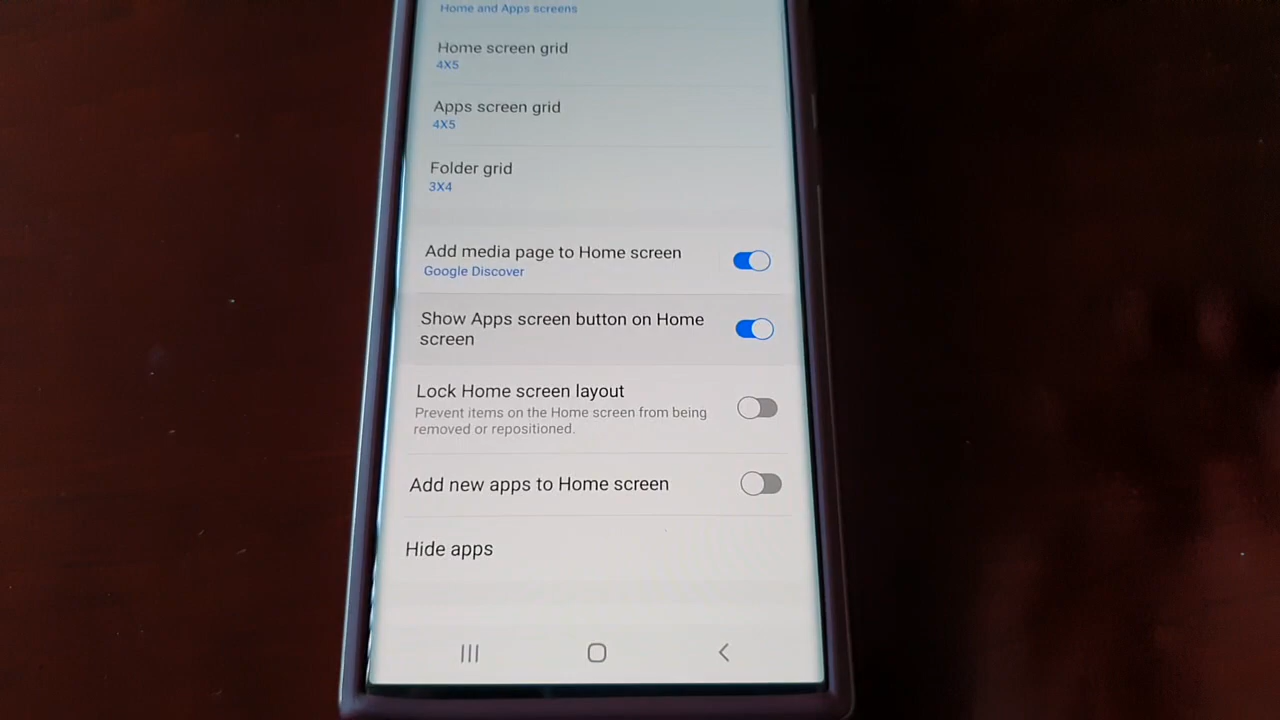 Home and Apps screens
Home screen grid
4X5
Apps screen grid
4X5
Folder grid
3X4
Add media page to Home screen
Google Discover
Show Apps screen button on Home
screen
Lock Home screen layout
Prevent items on the Home screen from being
removed or repositioned.
Add new apps to Home screen
Hide apps